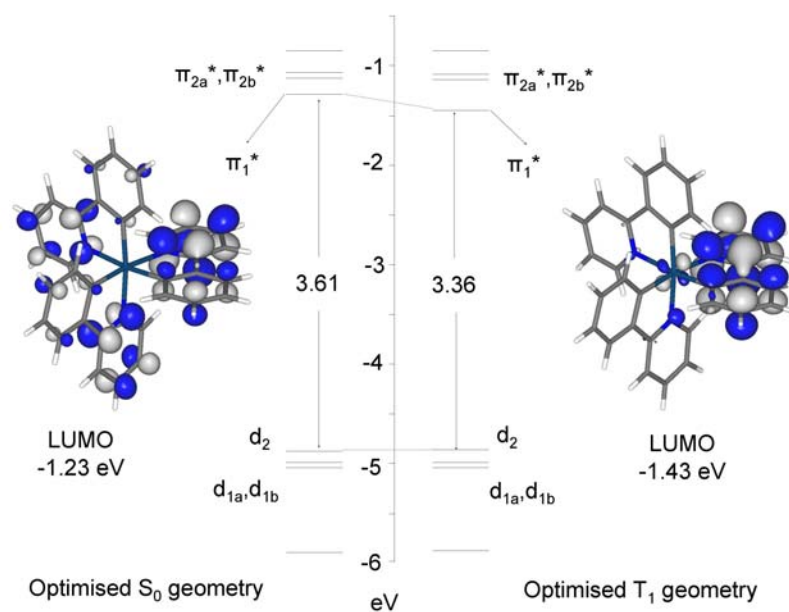 π₂ₐ*,π₂b*
π₁*
3.61
d₂
d₁ₐ,d₁b
LUMO
-1.23 eV
Optimised S₀ geometry
-1
-2
-3
-4
-5
-6
eV
π₂ₐ*,π₂b*
π₁*
3.36
d₂
d₁ₐ,d₁b
LUMO
-1.43 eV
Optimised T₁ geometry